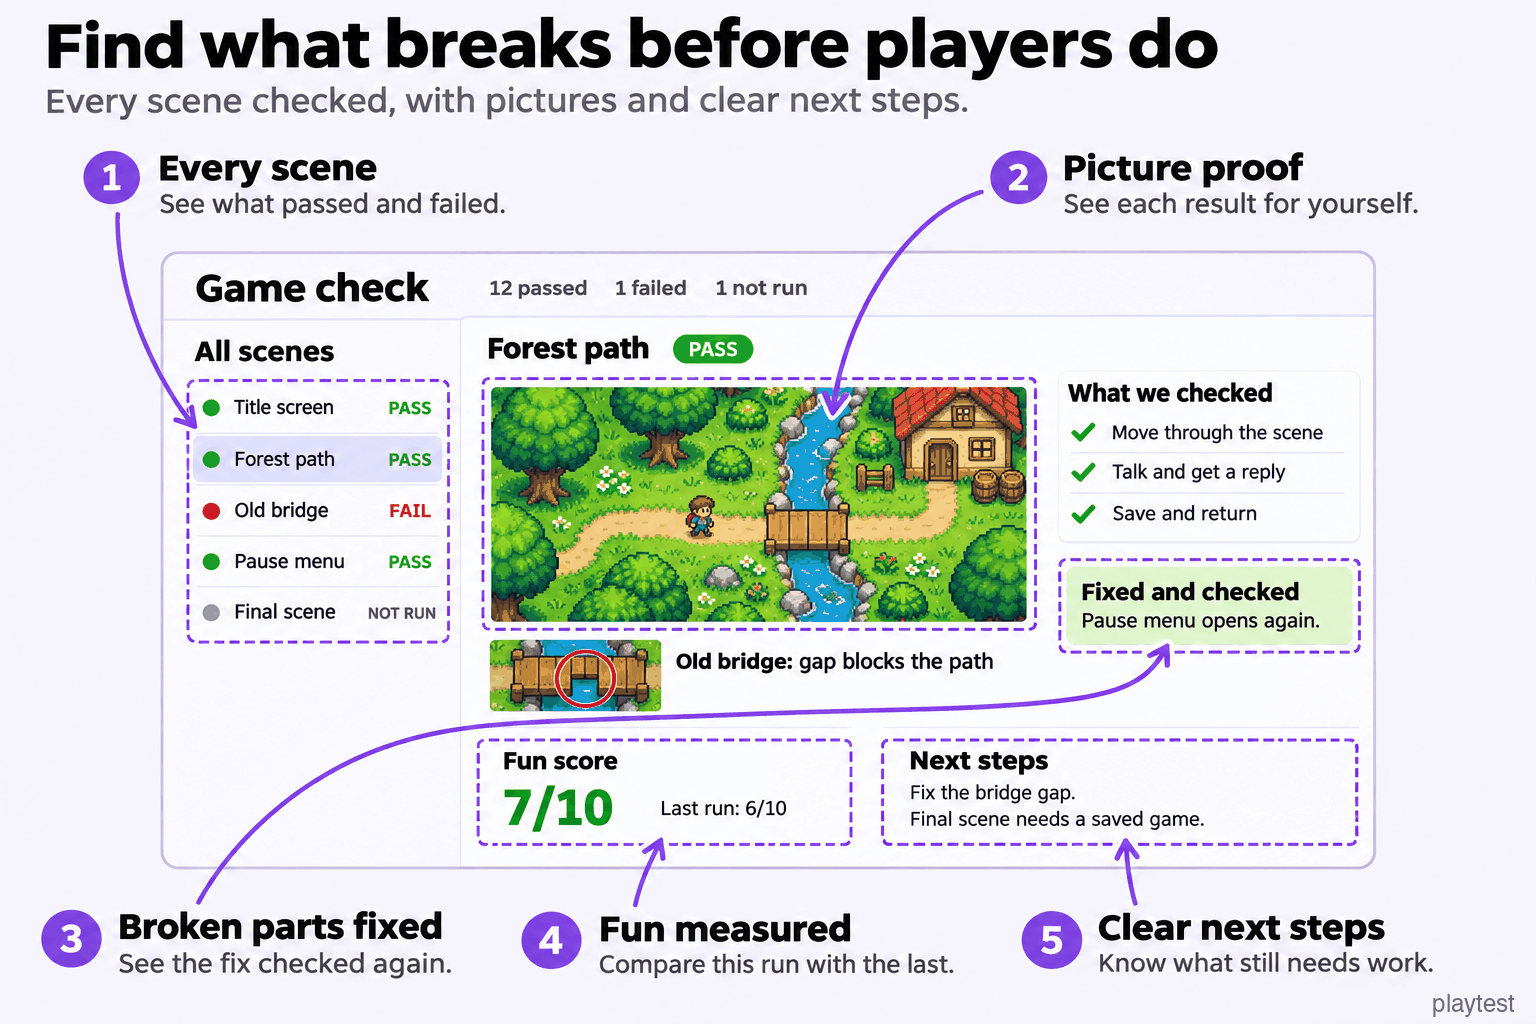 Find what breaks before players do
Every scene checked, with pictures and clear next steps.
1
Every scene
See what passed and failed.
2
Picture proof
See each result for yourself.
Game check
12 passed
1 failed
1 not run
All scenes
Title screen PASS
Forest path PASS
Old bridge FAIL
Pause menu PASS
Final scene NOT RUN
Forest path PASS
What we checked
Move through the scene
Talk and get a reply
Save and return
Fixed and checked
Pause menu opens again.
Old bridge: gap blocks the path
Fun score
7/10
Last run: 6/10
Next steps
Fix the bridge gap.
Final scene needs a saved game.
3
Broken parts fixed
See the fix checked again.
4
Fun measured
Compare this run with the last.
5
Clear next steps
Know what still needs work.
playtest